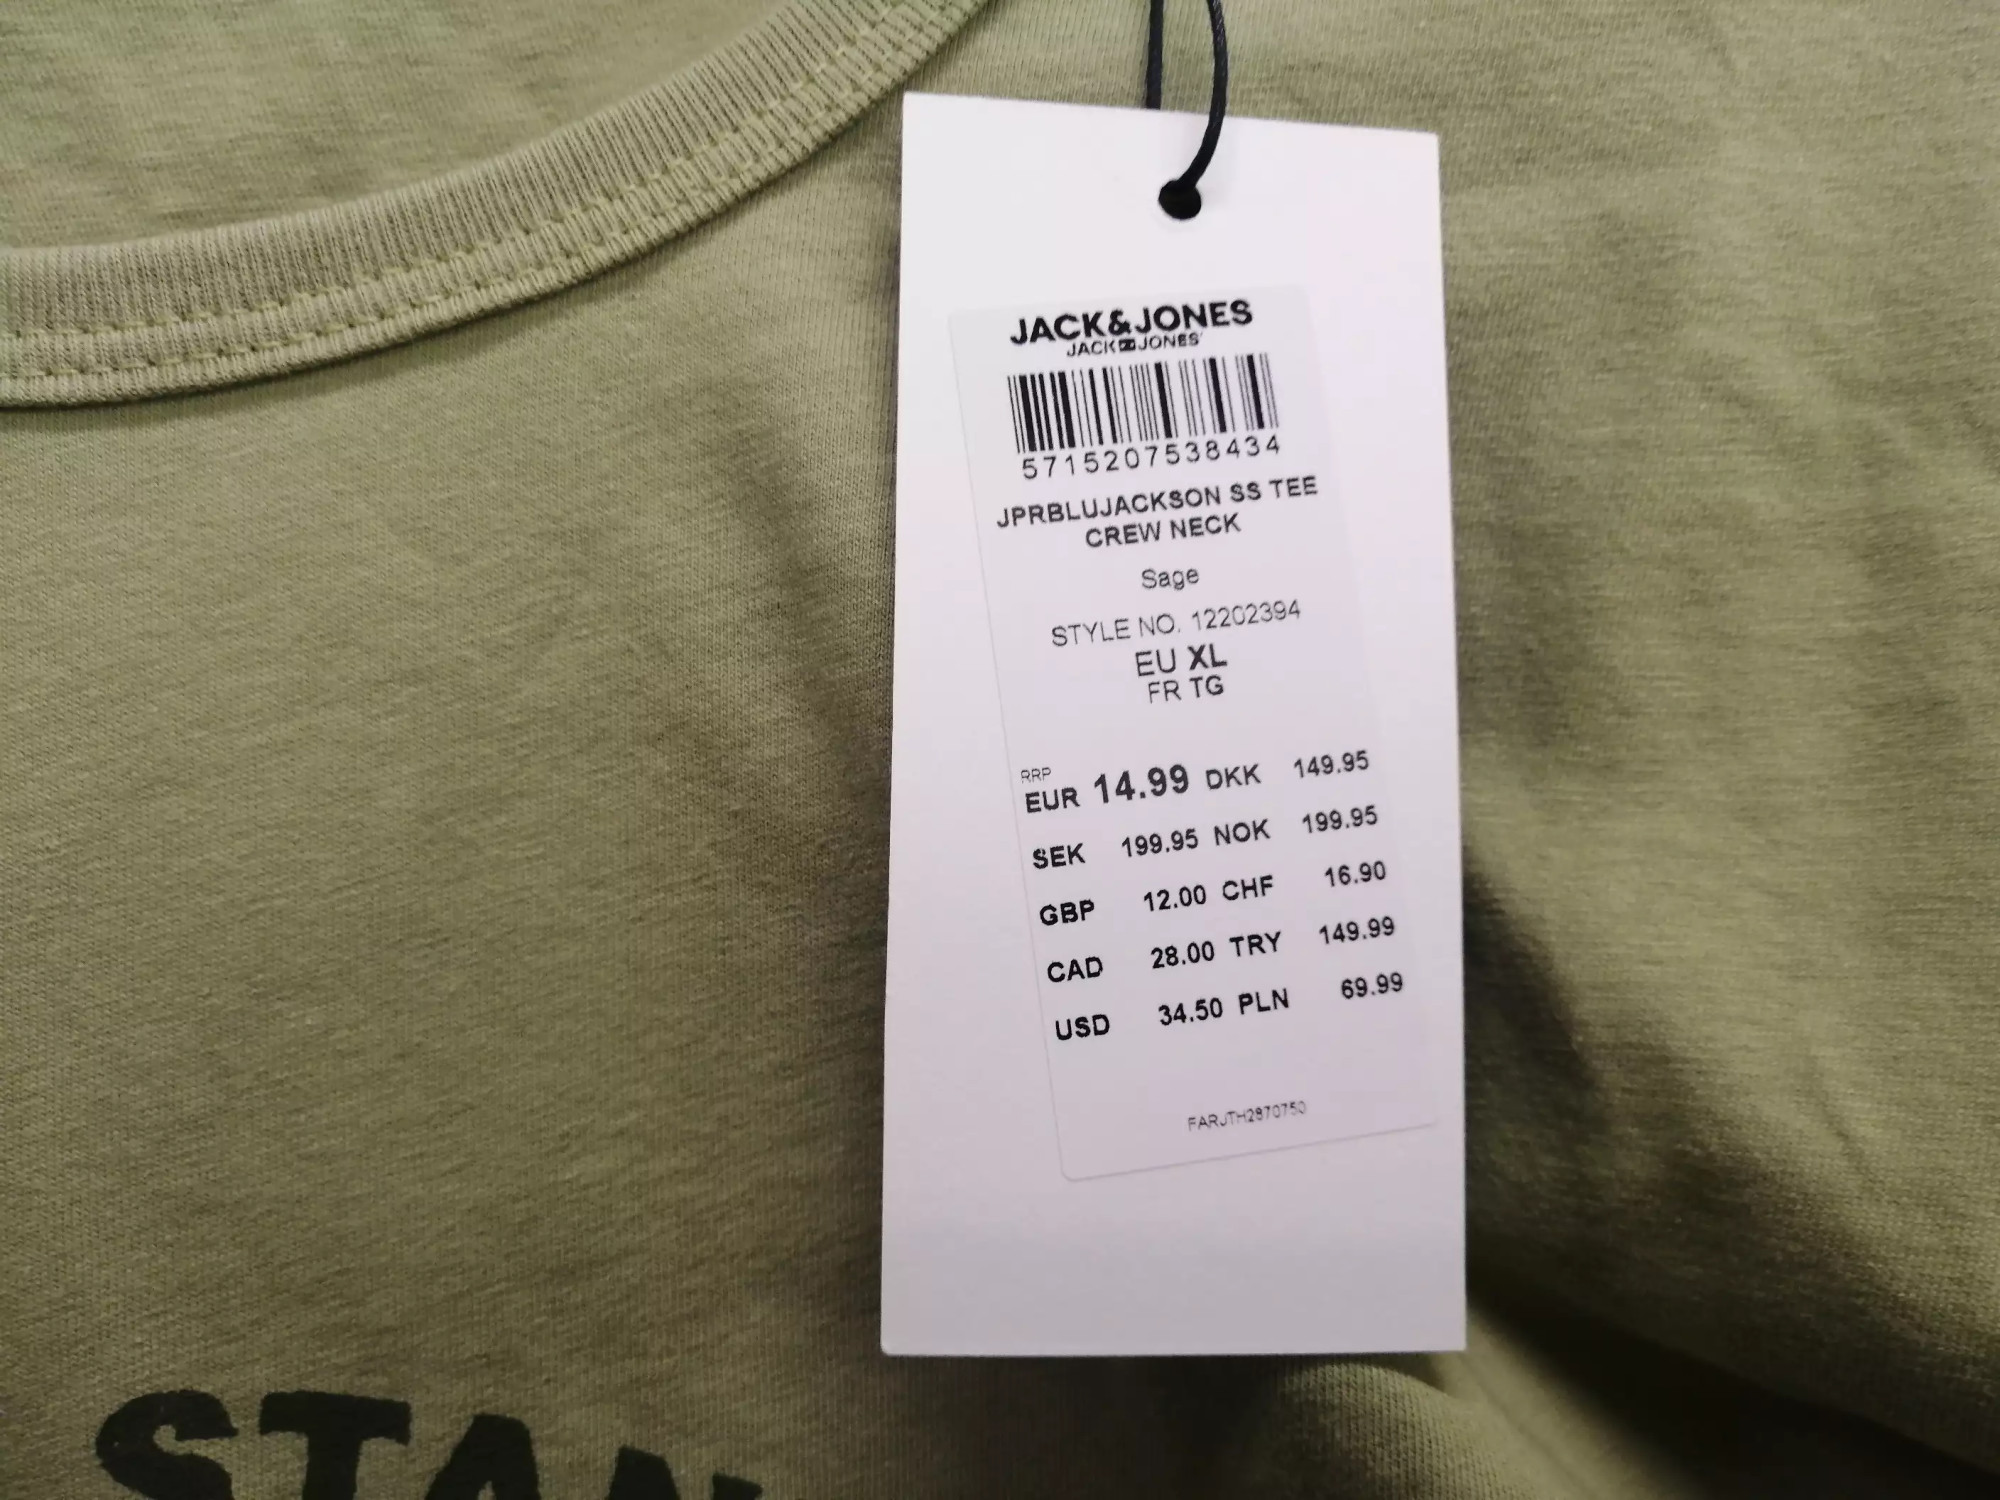 JACK&JONES
JACK JONES
5715207538434
JPRBLUJACKSON SS TEE
CREW NECK
Sage
STYLE NO. 12202394
EU XL
FR TG
RRP
EUR 14.99 DKK 149.95
SEK 199.95 NOK 199.95
GBP 12.00 CHF 16.90
CAD 28.00 TRY 149.99
USD 34.50 PLN 69.99
FARJTH2870750
STAN